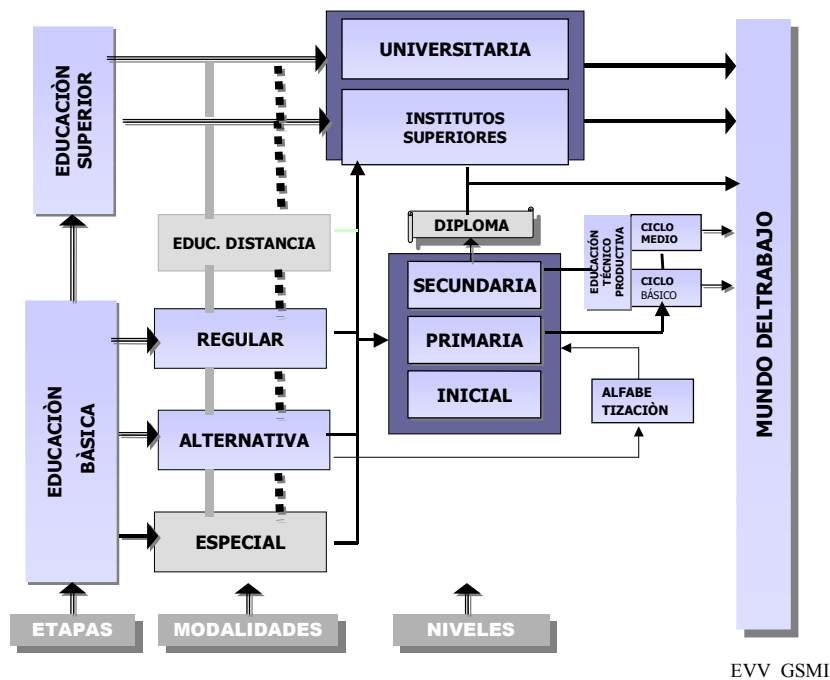 UNIVERSITARIA
EDUCACIÒN
SUPERIOR
INSTITUTOS
SUPERIORES
EDUC. DISTANCIA
DIPLOMA
EDUCACIÓN
TÉCNICO
PRODUCTIVA
CICLO
MEDIO
CICLO
BÁSICO
SECUNDARIA
REGULAR
PRIMARIA
INICIAL
ALFABE
TIZACIÒN
EDUCACIÒN
BÀSICA
ALTERNATIVA
ESPECIAL
MUNDO DELTRABAJO
ETAPAS
MODALIDADES
NIVELES
EVV GSMI